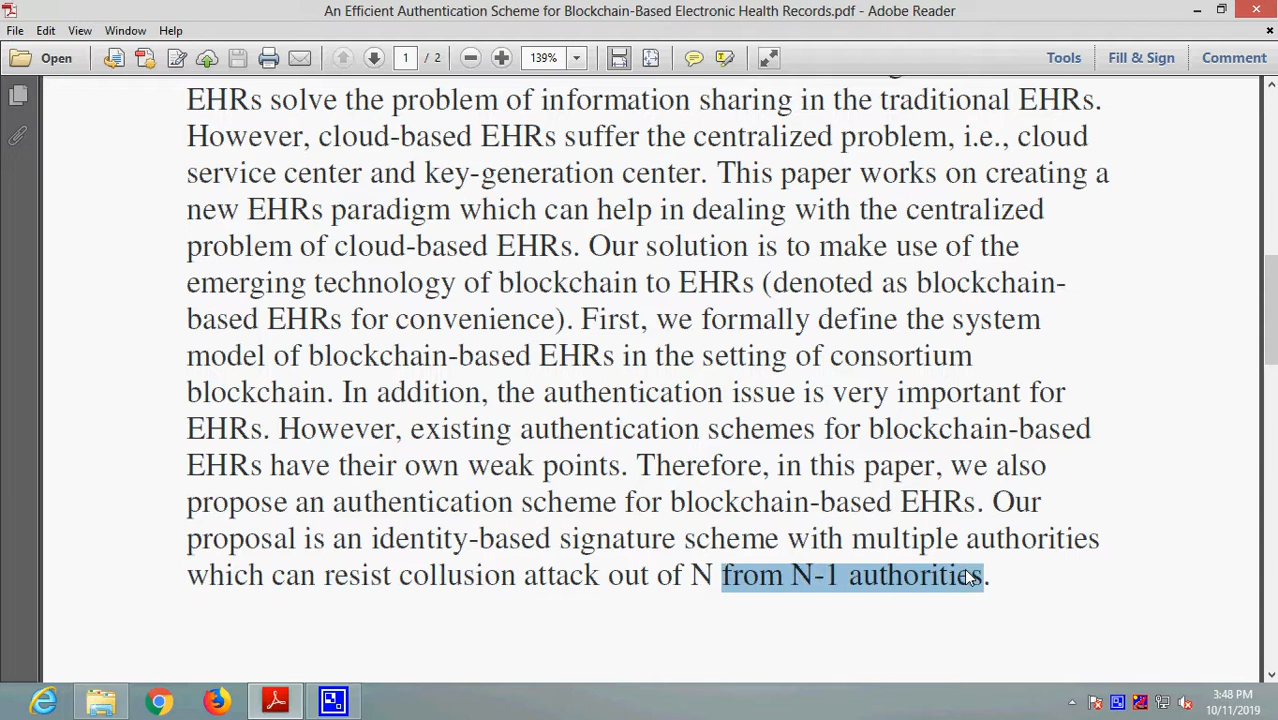 An Efficient Authentication Scheme for Blockchain-Based Electronic Health Records.pdf - Adobe Reader
File Edit View Window Help
Open 1 / 2 139% Tools Fill & Sign Comment
EHRs solve the problem of information sharing in the traditional EHRs.
However, cloud-based EHRs suffer the centralized problem, i.e., cloud
service center and key-generation center. This paper works on creating a
new EHRs paradigm which can help in dealing with the centralized
problem of cloud-based EHRs. Our solution is to make use of the
emerging technology of blockchain to EHRs (denoted as blockchain-
based EHRs for convenience). First, we formally define the system
model of blockchain-based EHRs in the setting of consortium
blockchain. In addition, the authentication issue is very important for
EHRs. However, existing authentication schemes for blockchain-based
EHRs have their own weak points. Therefore, in this paper, we also
propose an authentication scheme for blockchain-based EHRs. Our
proposal is an identity-based signature scheme with multiple authorities
which can resist collusion attack out of N from N-1 authorities.
3:48 PM
10/11/2019